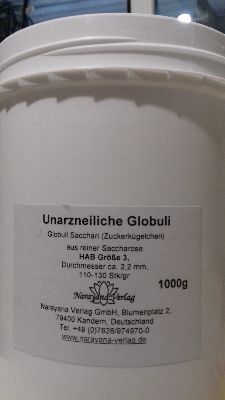 Unarzneiliche Globuli
Globuli Sacchari (Zuckerkügelchen)
aus reiner Saccharose
HAB Größe 3,
Durchmesser ca. 2,2 mm,
110-130 Stk/gr
1000g
Narayana Verlag
Narayana Verlag GmbH, Blumenplatz 2,
79400 Kandern, Deutschland
Tel. +49 (0)7626/974970-0
www.narayana-verlag.de